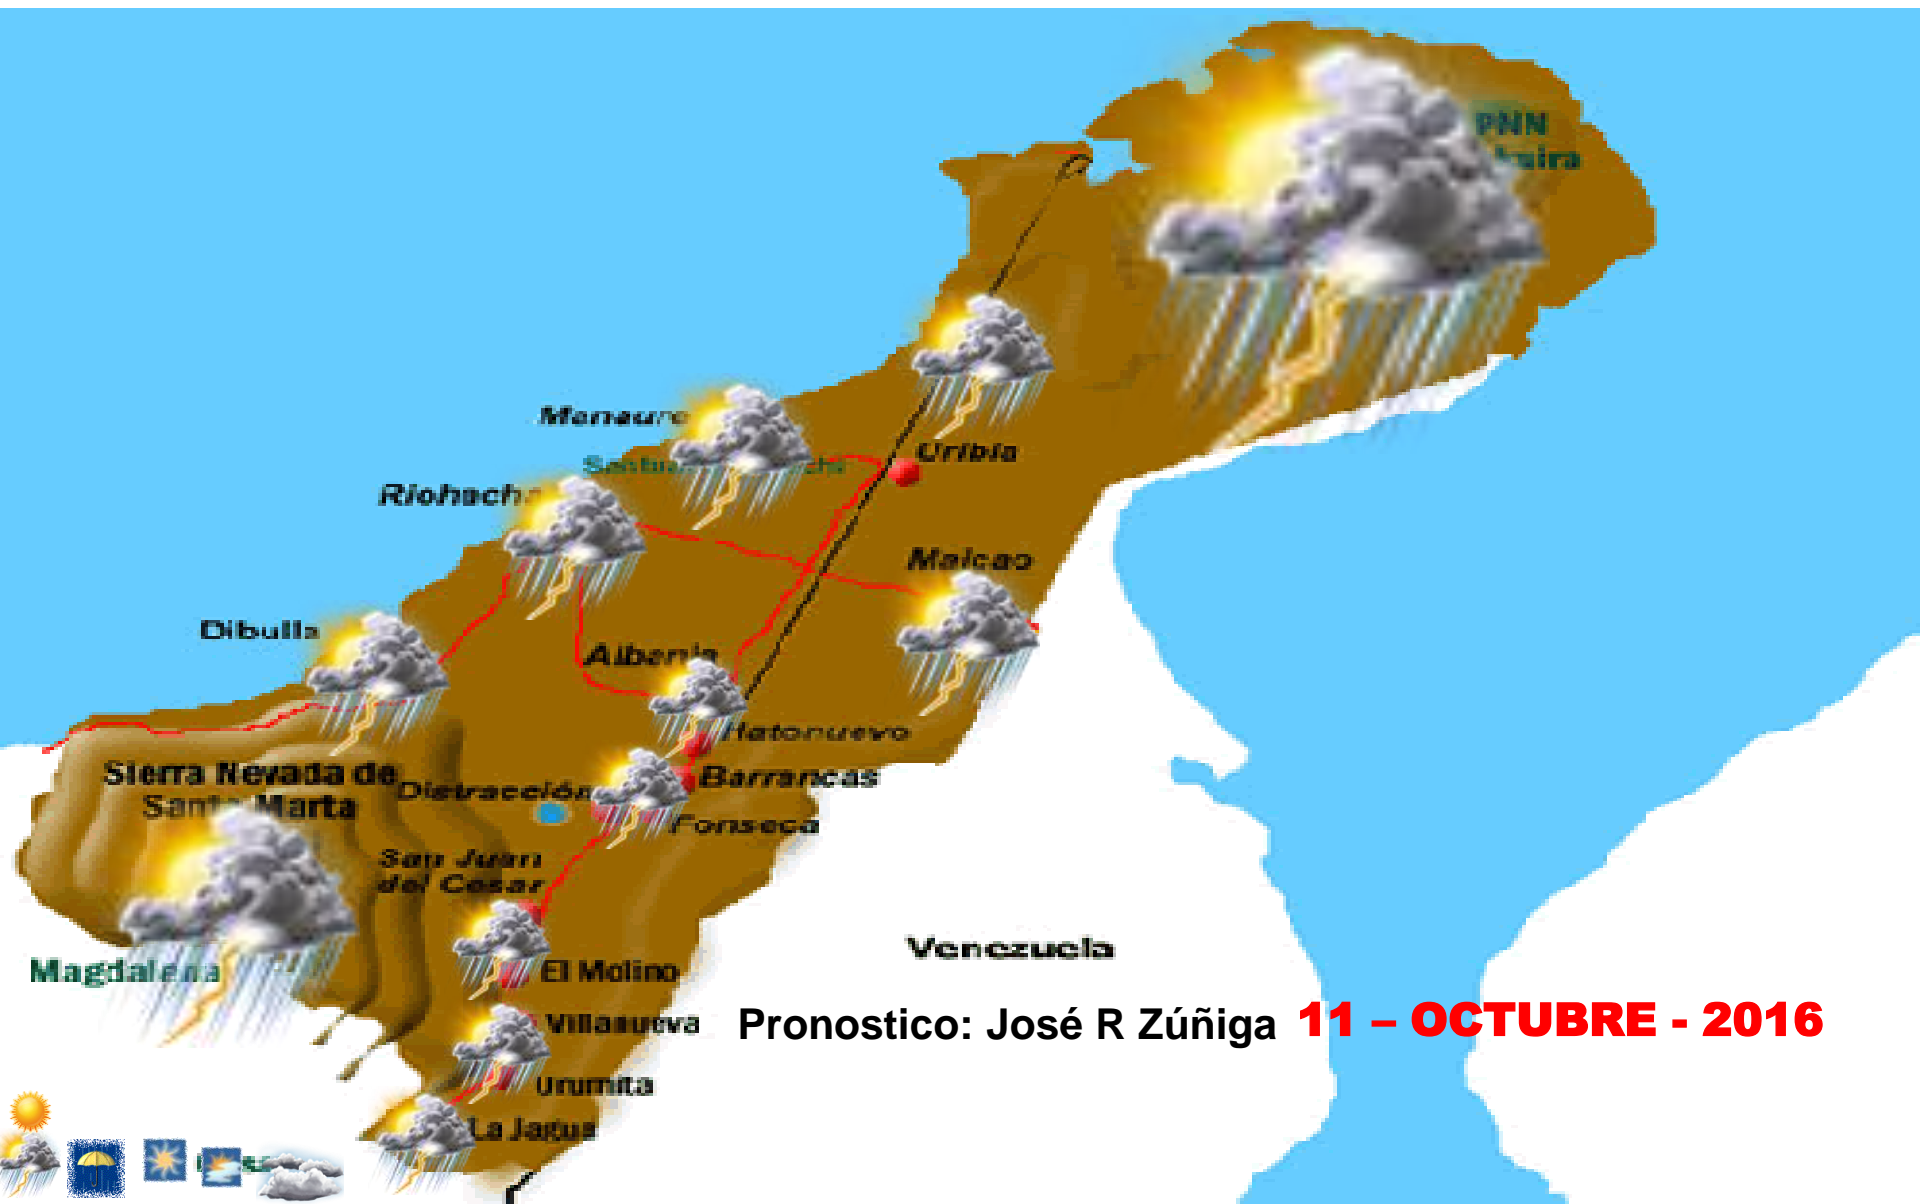 PNN
Manaure
Uribia
Riohacha
Maicao
Dibulla
Albania
Hatonuevo
Sierra Nevada de
Santa Marta
Distracción
Barrancas
Fonseca
San Juan
del Cesar
Venezuela
Magdalena
El Molino
Villanueva
Pronostico: José R Zúñiga 11 – OCTUBRE - 2016
Urumita
La Jagua